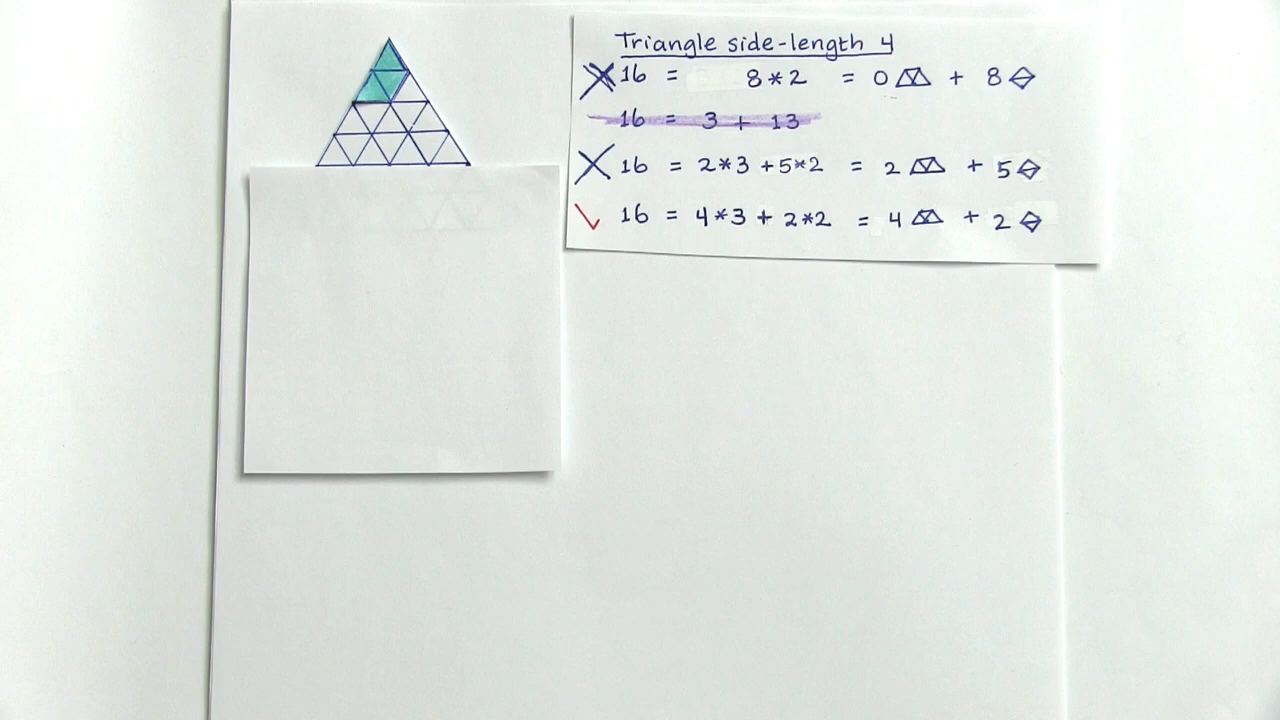 Triangle side-length 4
16 = 8*2 = 0 + 8
16 = 3 + 13
16 = 2*3 + 5*2 = 2 + 5
16 = 4*3 + 2*2 = 4 + 2